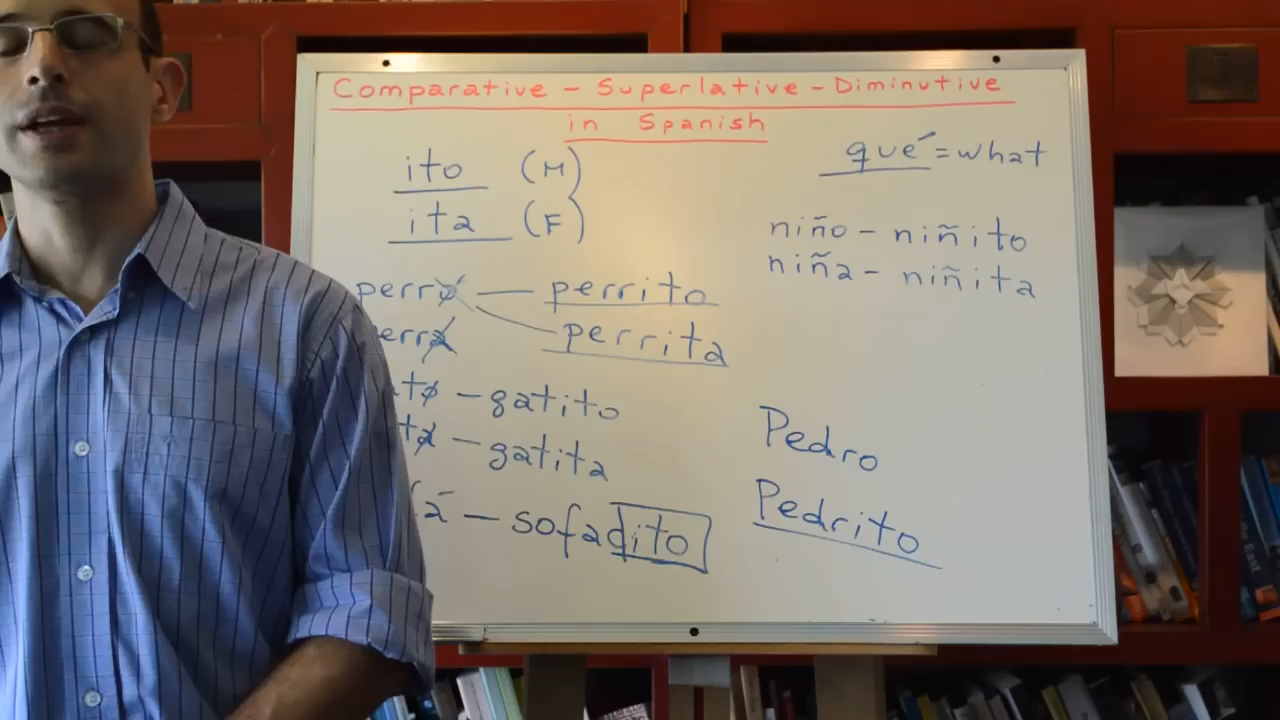 Comparative - Superlative - Diminutive
in Spanish
ito (M)
ita (F)
qué = what
niño - niñito
niña - niñita
perro — perrito
perrita
gatito
gatita
sofadito
Pedro
Pedrito